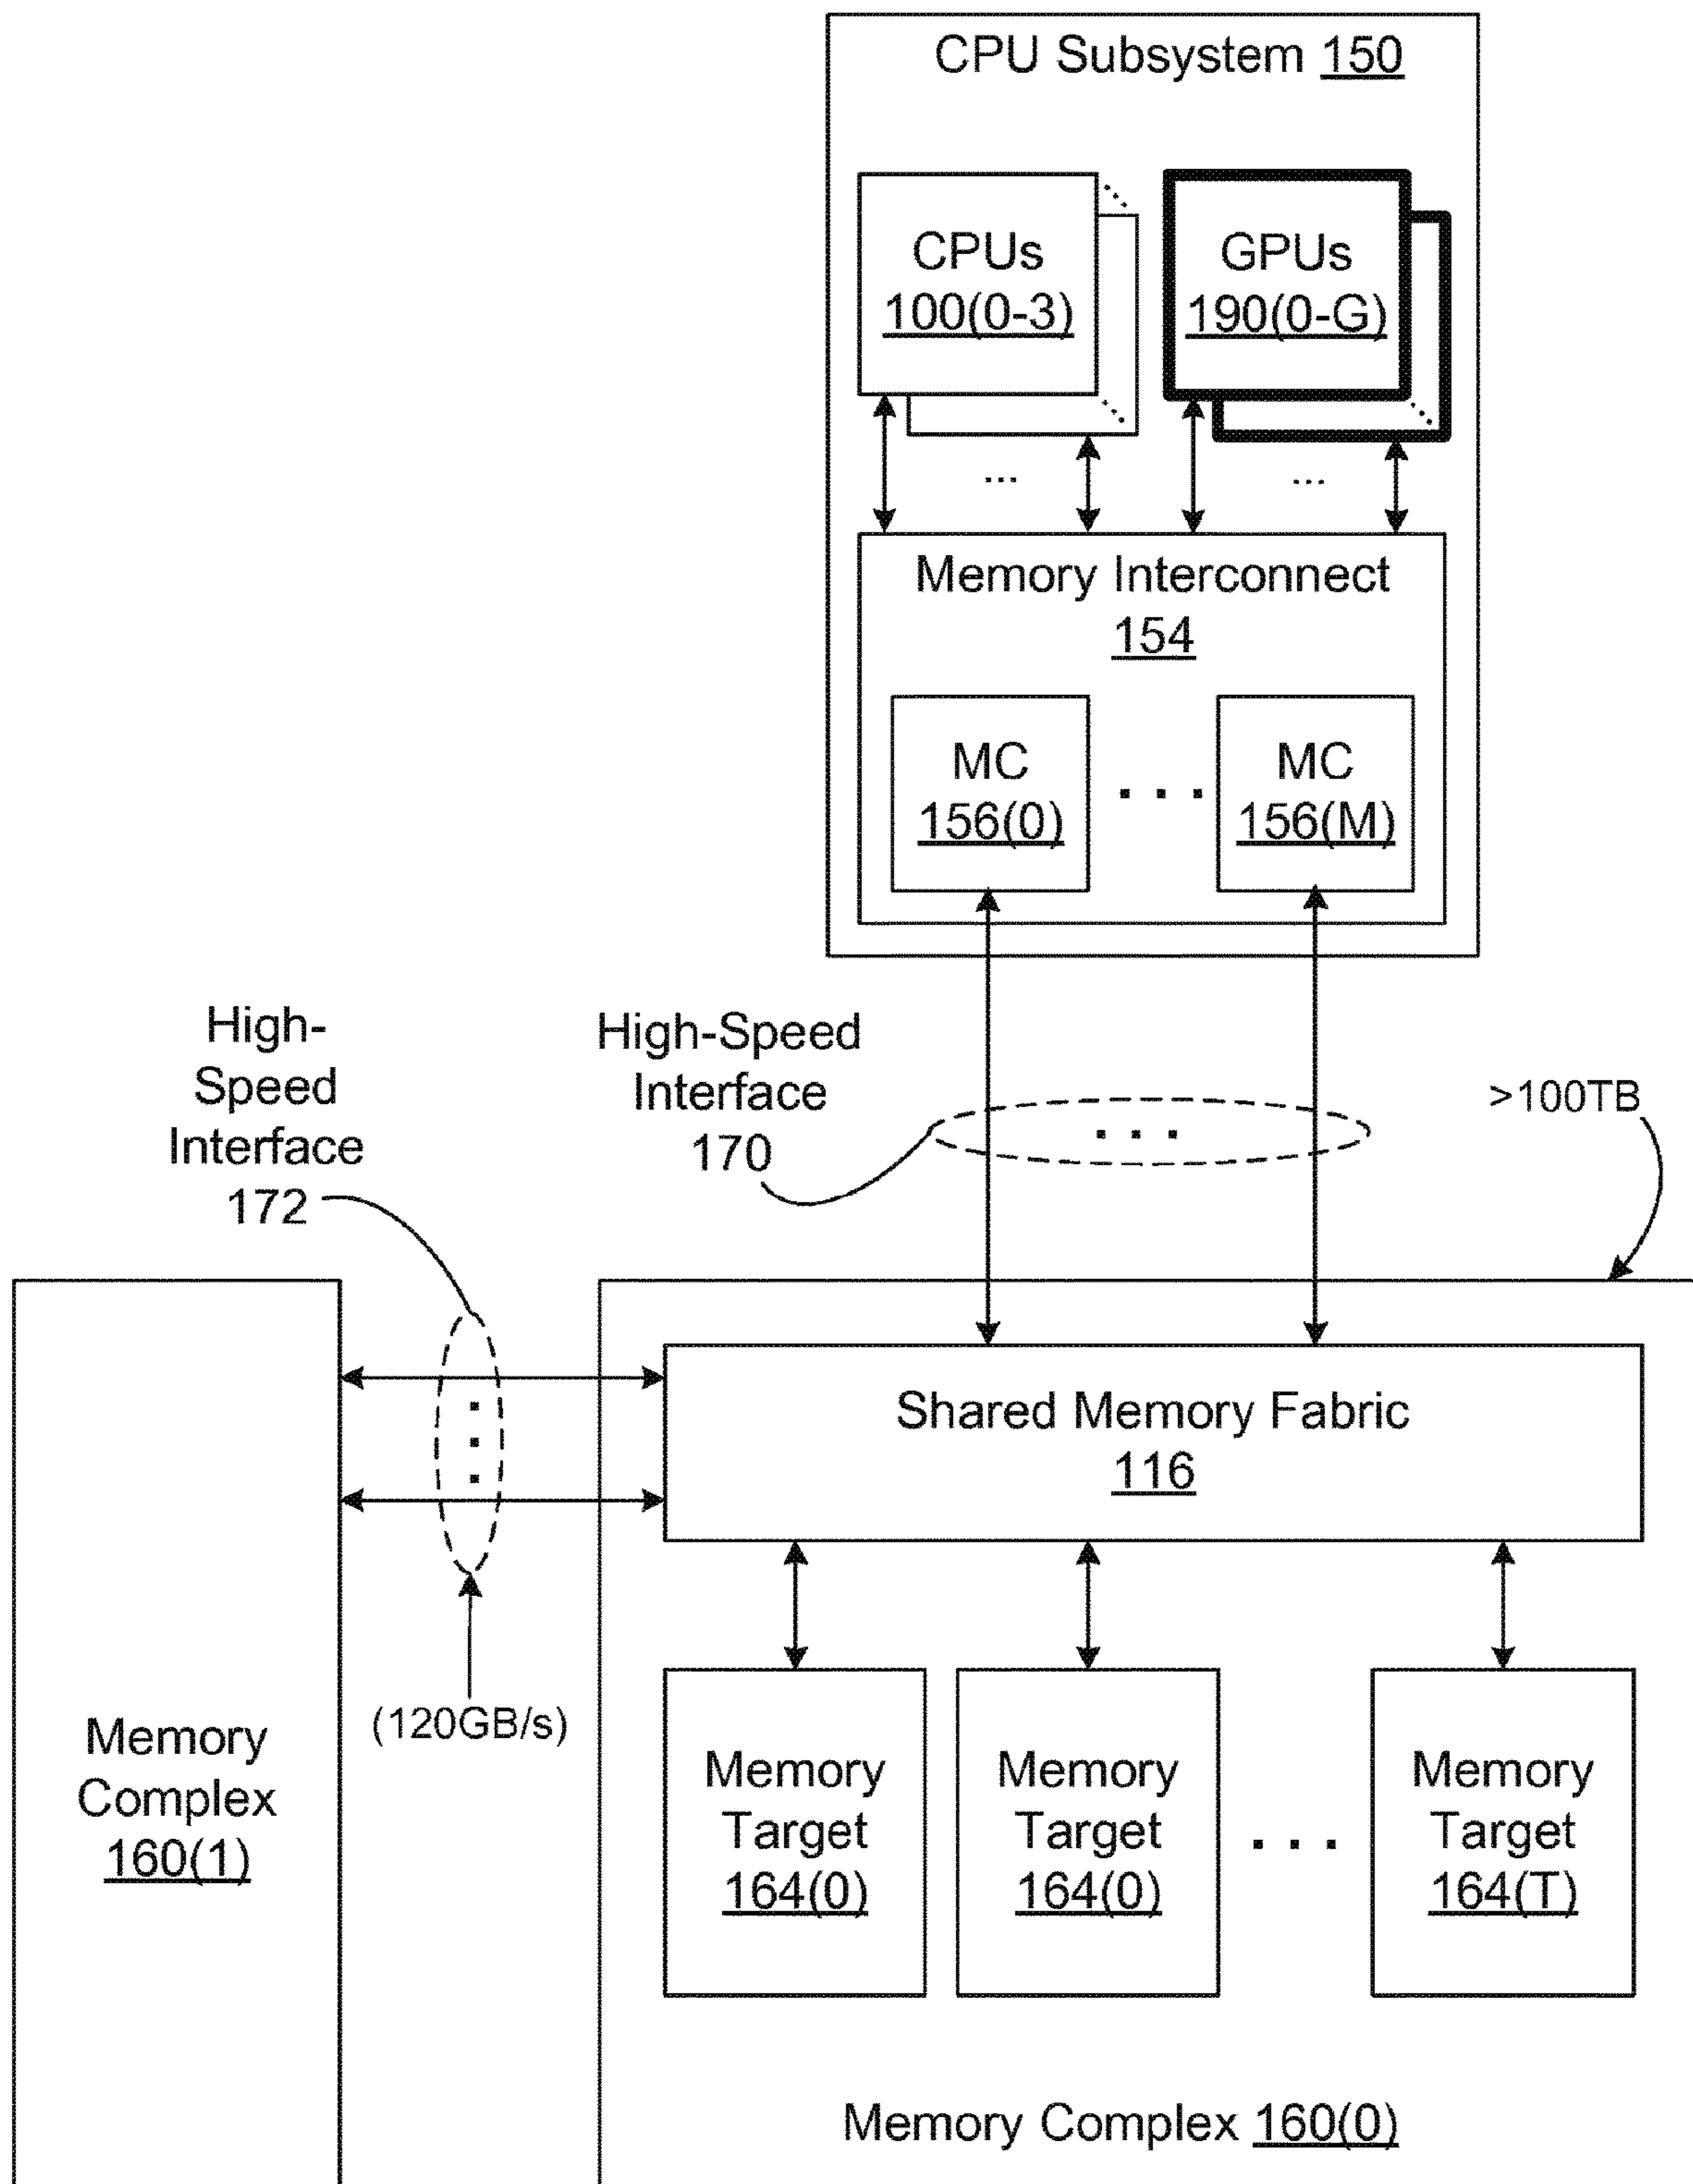 CPU Subsystem 150
CPUs
100(0-3)
GPUs
190(0-G)
...
...
Memory Interconnect
154
MC
156(0)
. . .
MC
156(M)
High-
Speed
Interface
172
High-Speed
Interface
170
. . .
>100TB
Shared Memory Fabric
116
(120GB/s)
Memory
Complex
160(1)
Memory
Target
164(0)
Memory
Target
164(0)
. . .
Memory
Target
164(T)
Memory Complex 160(0)